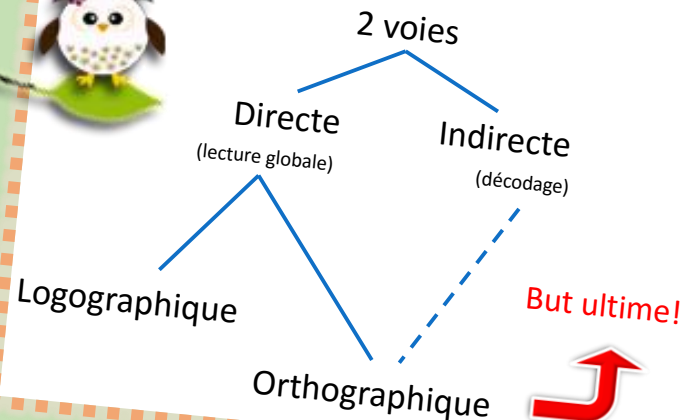 2 voies
Directe
(lecture globale)
Indirecte
(décodage)
Logographique
But ultime!
Orthographique